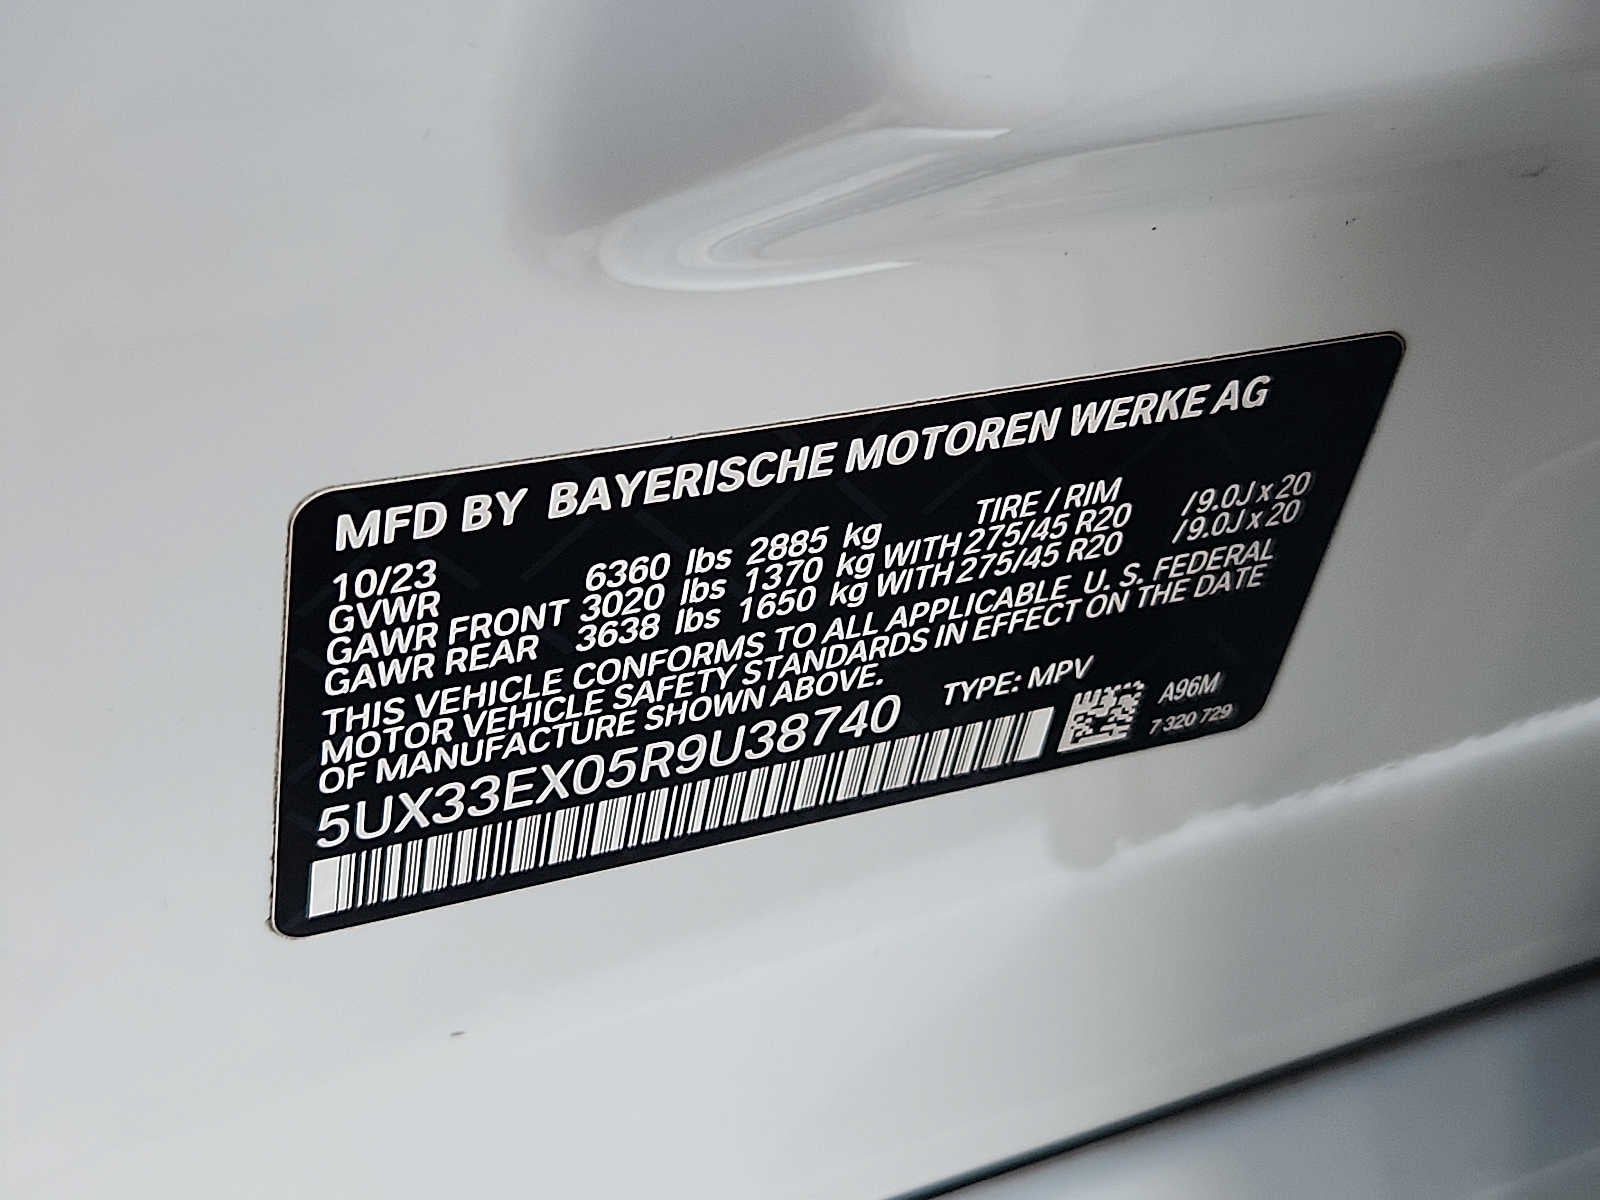 MFD BY BAYERISCHE MOTOREN WERKE AG
10/23 TIRE / RIM
GVWR 6360 lbs 2885 kg
GAWR FRONT 3020 lbs 1370 kg WITH 275/45 R20 /9.0J x 20
GAWR REAR 3638 lbs 1650 kg WITH 275/45 R20 /9.0J x 20
THIS VEHICLE CONFORMS TO ALL APPLICABLE U. S. FEDERAL
MOTOR VEHICLE SAFETY STANDARDS IN EFFECT ON THE DATE
OF MANUFACTURE SHOWN ABOVE.
5UX33EX05R9U38740 TYPE: MPV
A96M
7 320 729